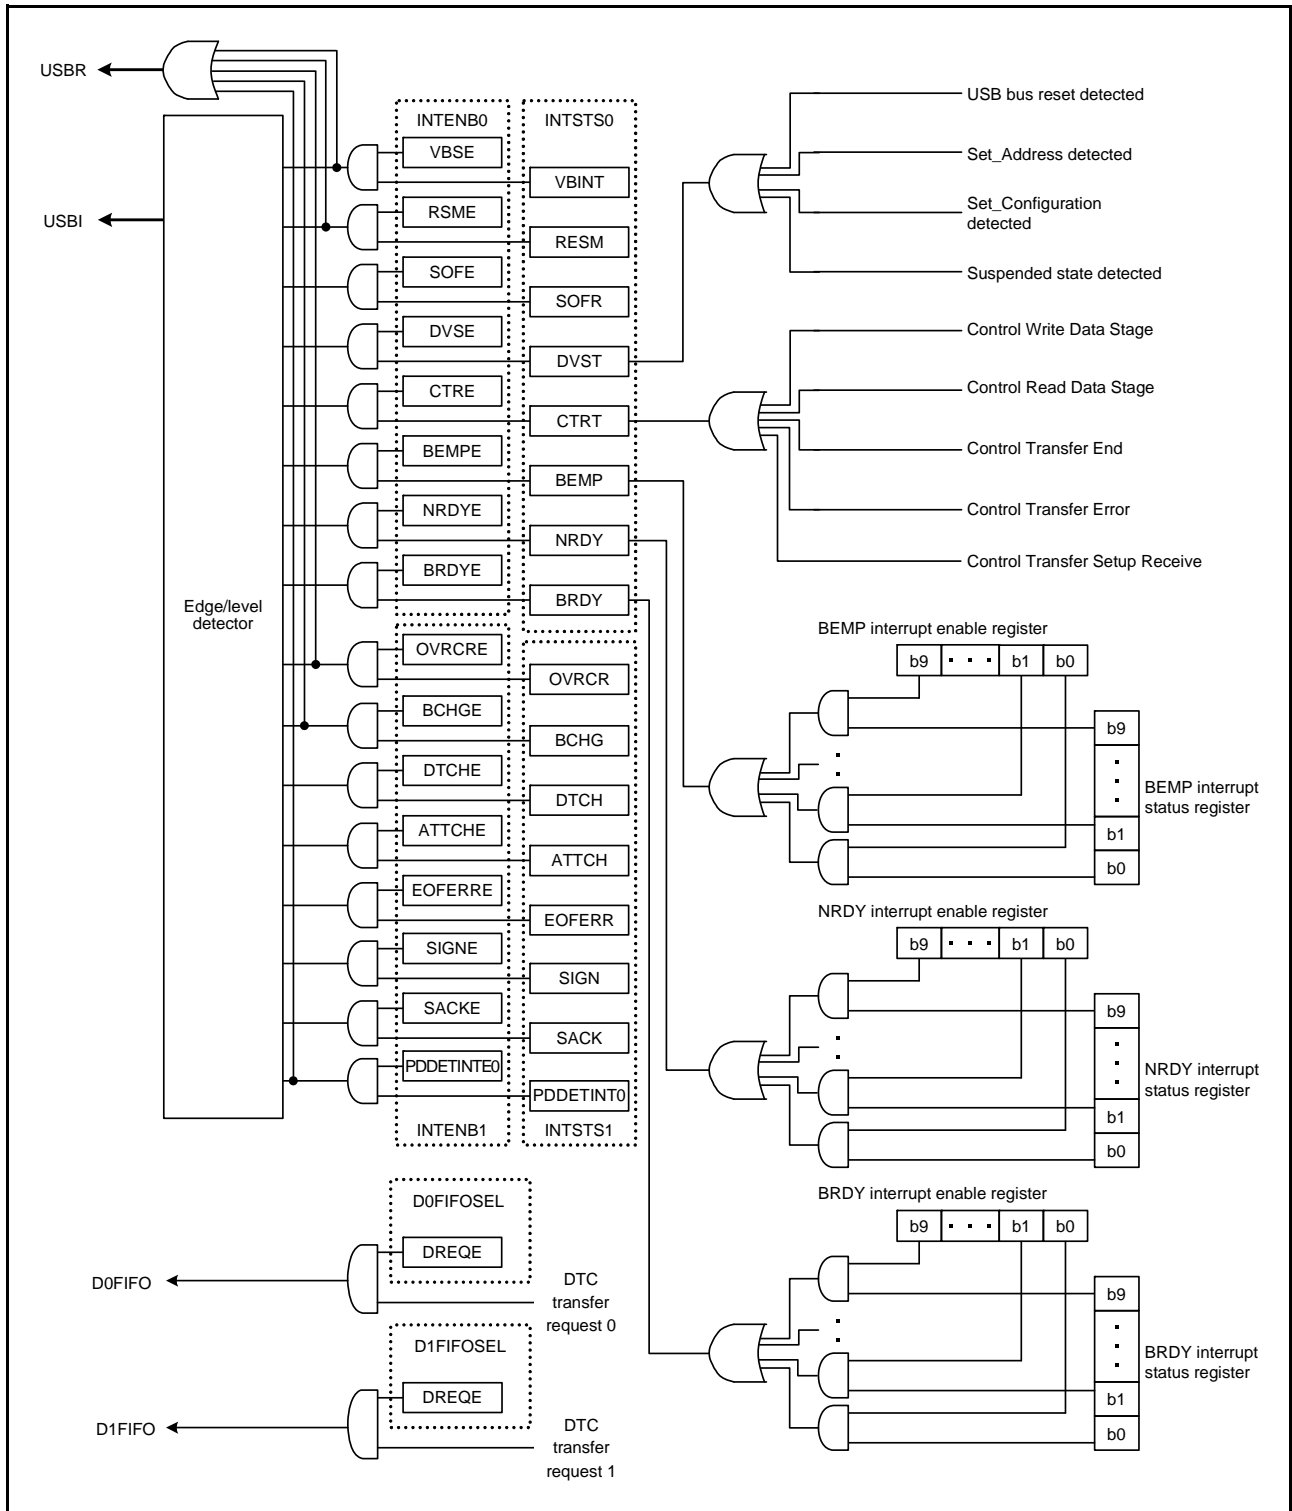 USBR
USBI
Edge/level
detector
INTENB0
VBSE
RSME
SOFE
DVSE
CTRE
BEMPE
NRDYE
BRDYE
OVRCRE
BCHGE
DTCHE
ATTCHE
EOFERRE
SIGNE
SACKE
PDDETINTE0
INTENB1
INTSTS0
VBINT
RESM
SOFR
DVST
CTRT
BEMP
NRDY
BRDY
OVRCR
BCHG
DTCH
ATTCH
EOFERR
SIGN
SACK
PDDETINT0
INTSTS1
USB bus reset detected
Set_Address detected
Set_Configuration
detected
Suspended state detected
Control Write Data Stage
Control Read Data Stage
Control Transfer End
Control Transfer Error
Control Transfer Setup Receive
BEMP interrupt enable register
b9 · · · b1 b0
b9
b1
b0
BEMP interrupt
status register
NRDY interrupt enable register
b9 · · · b1 b0
b9
b1
b0
NRDY interrupt
status register
BRDY interrupt enable register
b9 · · · b1 b0
b9
b1
b0
BRDY interrupt
status register
D0FIFOSEL
DREQE
D0FIFO
DTC
transfer
request 0
D1FIFOSEL
DREQE
D1FIFO
DTC
transfer
request 1